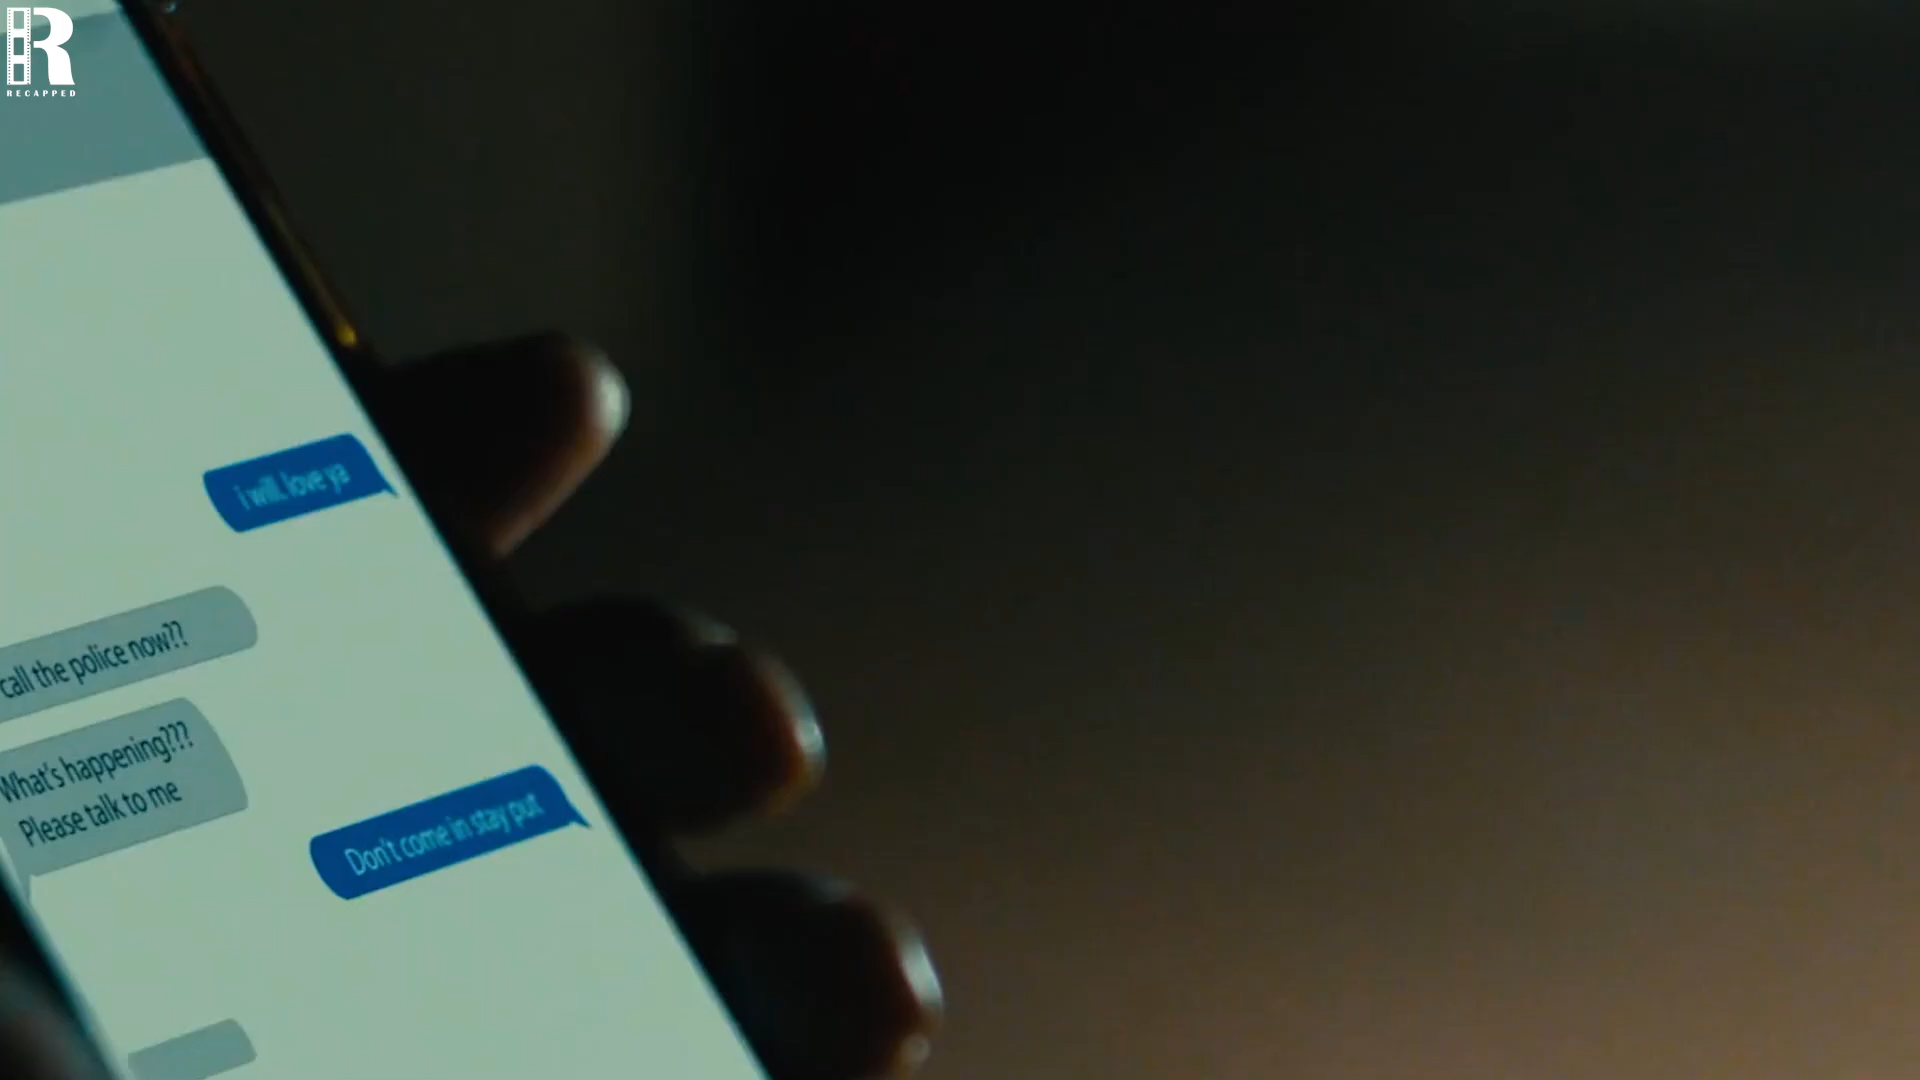 R
RECAPPED
i will love ya
call the police now??
What's happening???
Please talk to me
Don't come in stay put